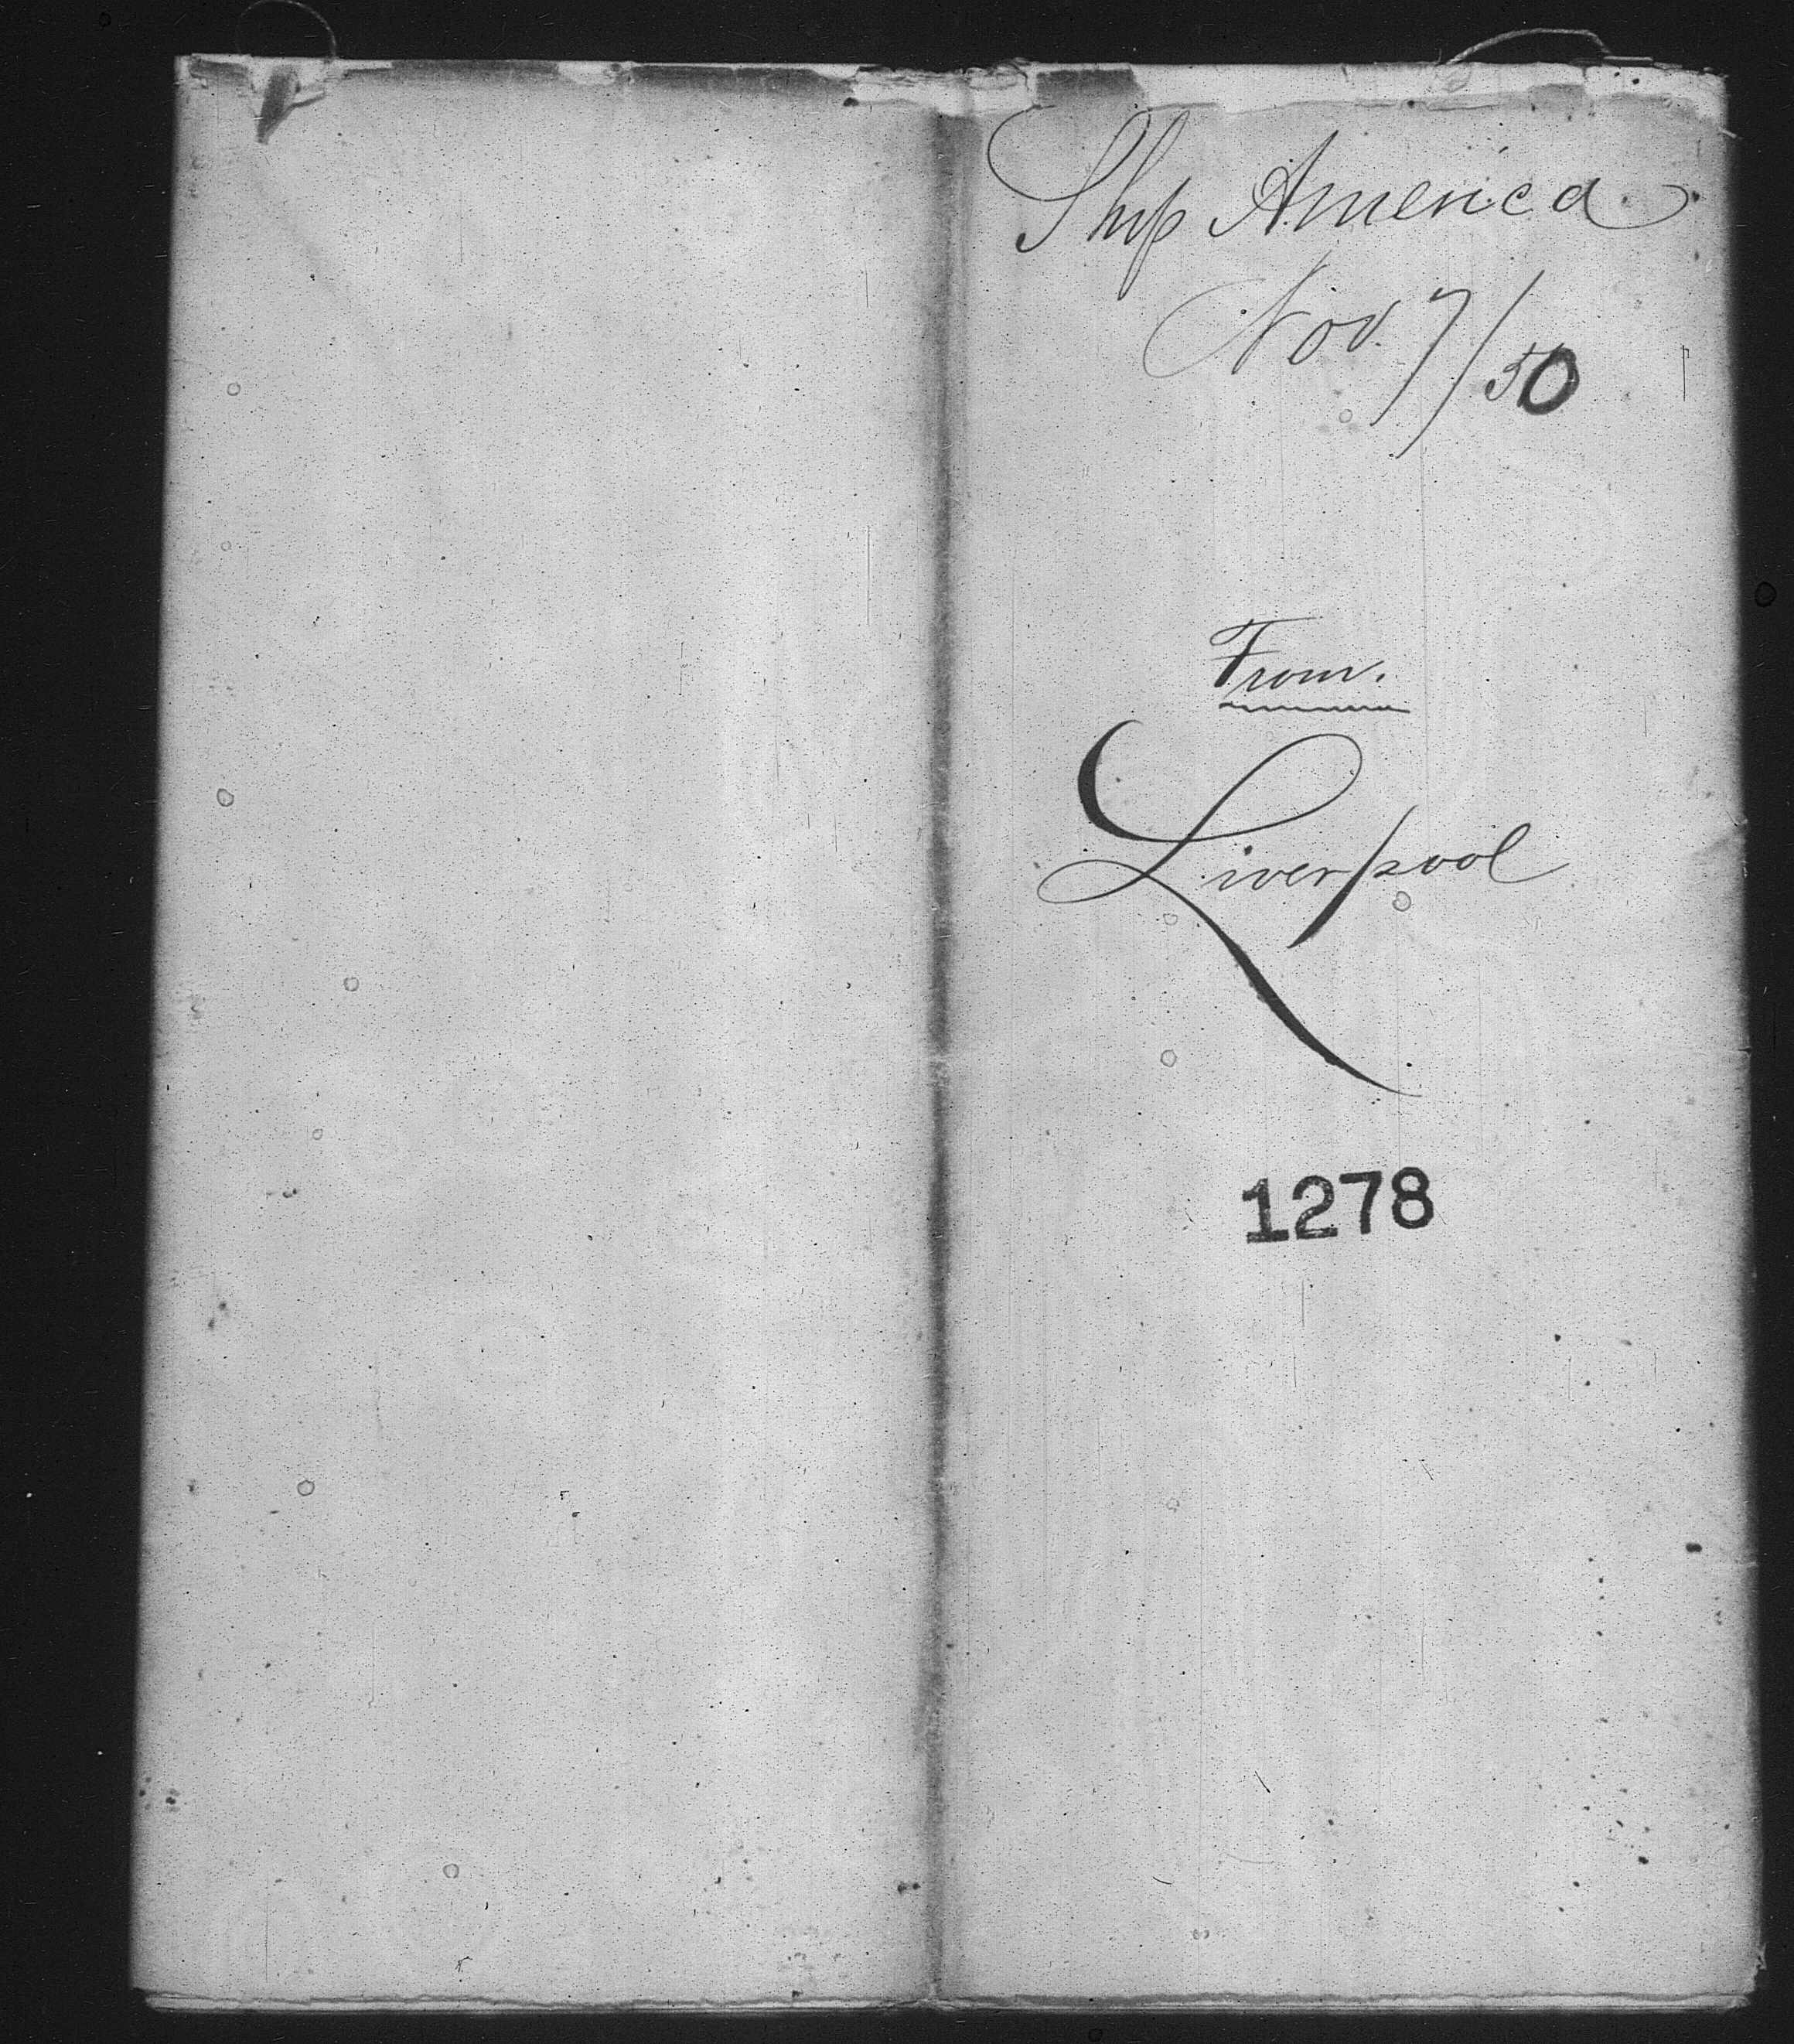 Ship America
Nov. 7/50
From.
Liverpool
1278